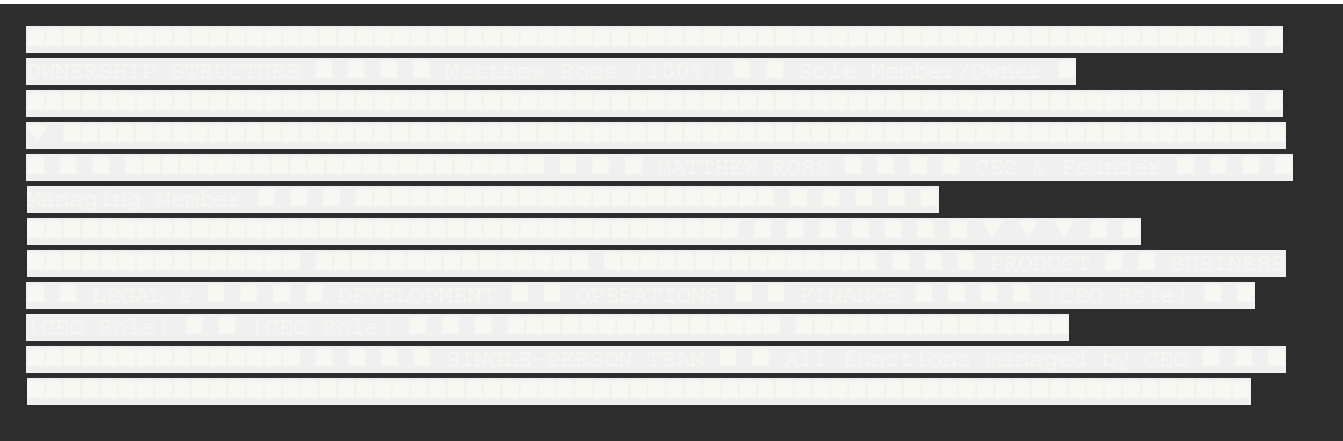 OWNERSHIP STRUCTURE ■ ■ ■ ■ Matthew Ross (100%) ■ ■ Sole Member/Owner ■
▼
■ ■ ■ ■ ■ ■ MATTHEW ROSS ■ ■ ■ ■ CEO & Founder ■ ■ ■ ■
Managing Member ■ ■ ■
▼ ▼ ▼ ■ ■
■ ■ ■ PRODUCT ■ ■ BUSINESS
■ ■ LEGAL & ■ ■ ■ ■ DEVELOPMENT ■ ■ OPERATIONS ■ ■ FINANCE ■ ■ ■ ■ (CEO Role) ■ ■
(CEO Role) ■ ■ (CEO Role) ■ ■ ■
■ ■ ■ ■ SINGLE-PERSON TEAM ■ ■ All functions managed by CEO ■ ■ ■